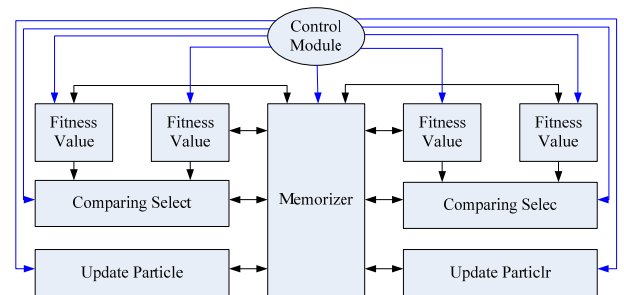 Control
Module
Fitness
Value
Fitness
Value
Fitness
Value
Fitness
Value
Memorizer
Comparing Select
Comparing Selec
Update Particle
Update Particlr